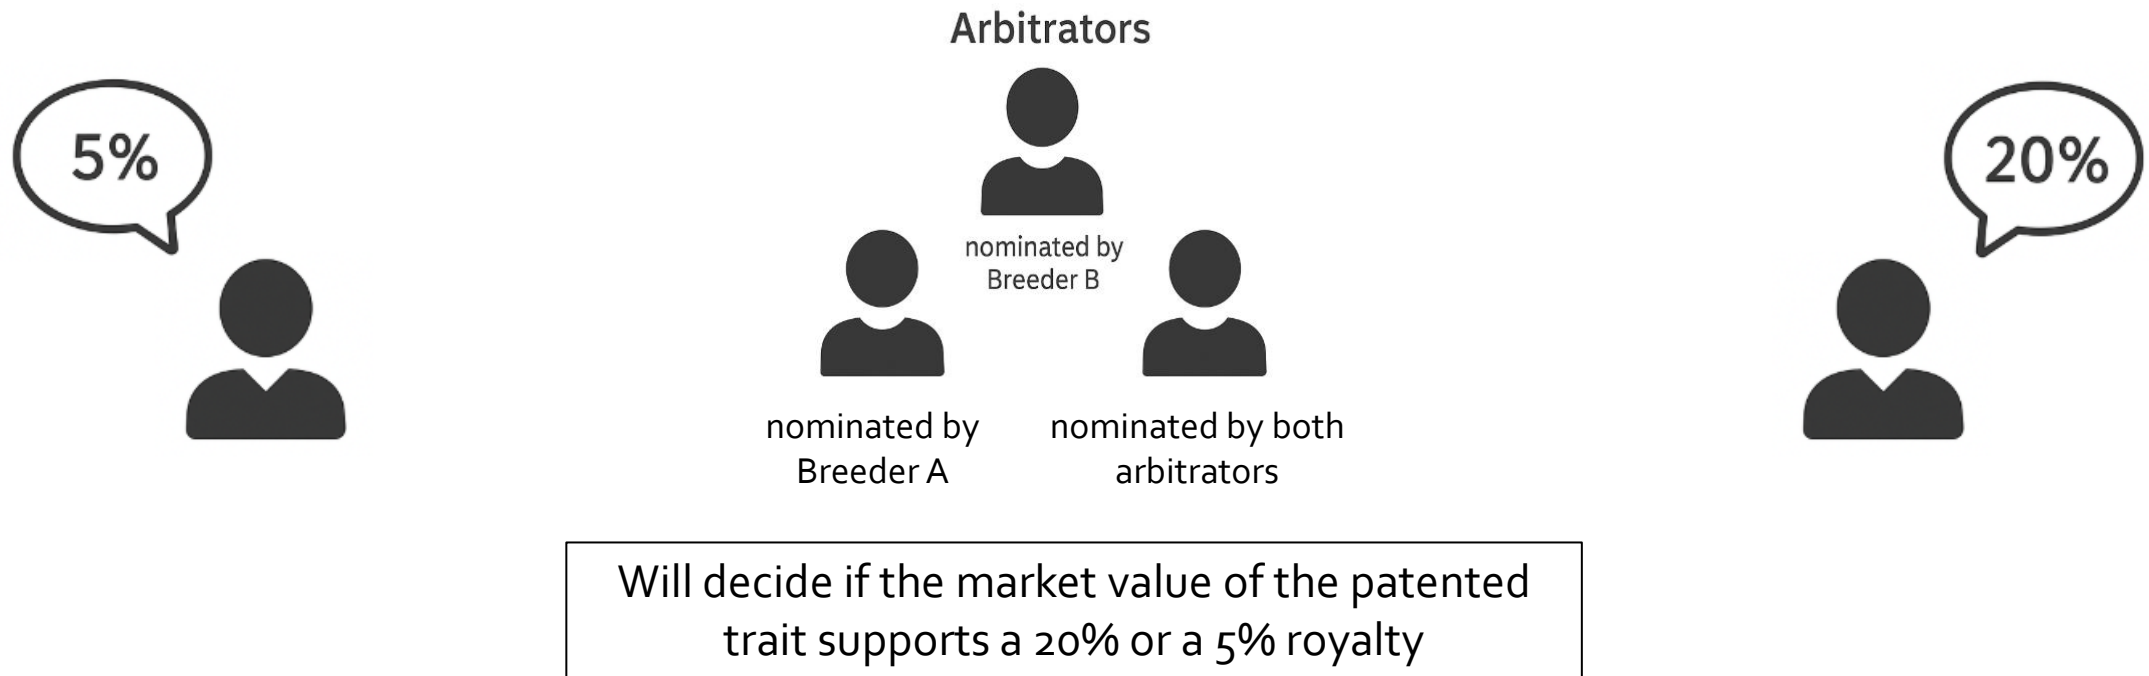 Arbitrators
5%
20%
nominated by
Breeder B
nominated by
Breeder A
nominated by both
arbitrators
Will decide if the market value of the patented
trait supports a 20% or a 5% royalty